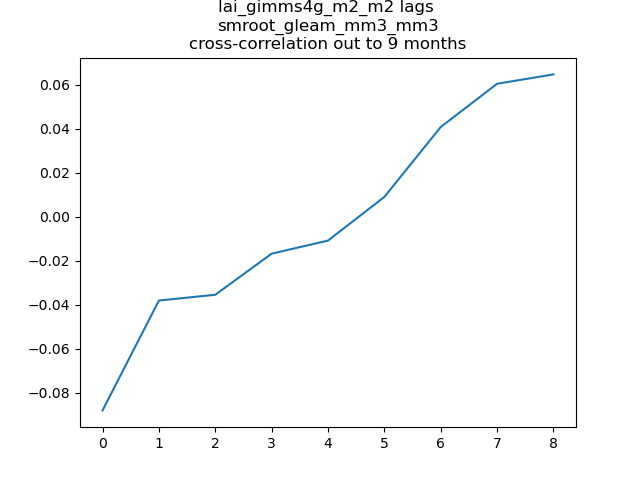 lai_gimms4g_m2_m2 lags
smroot_gleam_mm3_mm3
cross-correlation out to 9 months
0.06
0.04
0.02
0.00
−0.02
−0.04
−0.06
−0.08
0 1 2 3 4 5 6 7 8